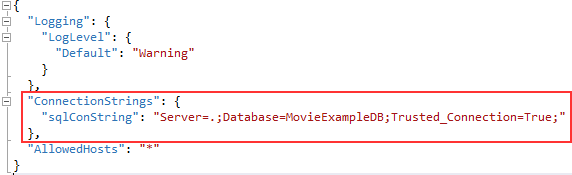 {
"Logging": {
"LogLevel": {
"Default": "Warning"
}
},
"ConnectionStrings": {
"sqlConString": "Server=.;Database=MovieExampleDB;Trusted_Connection=True;"
},
"AllowedHosts": "*"
}